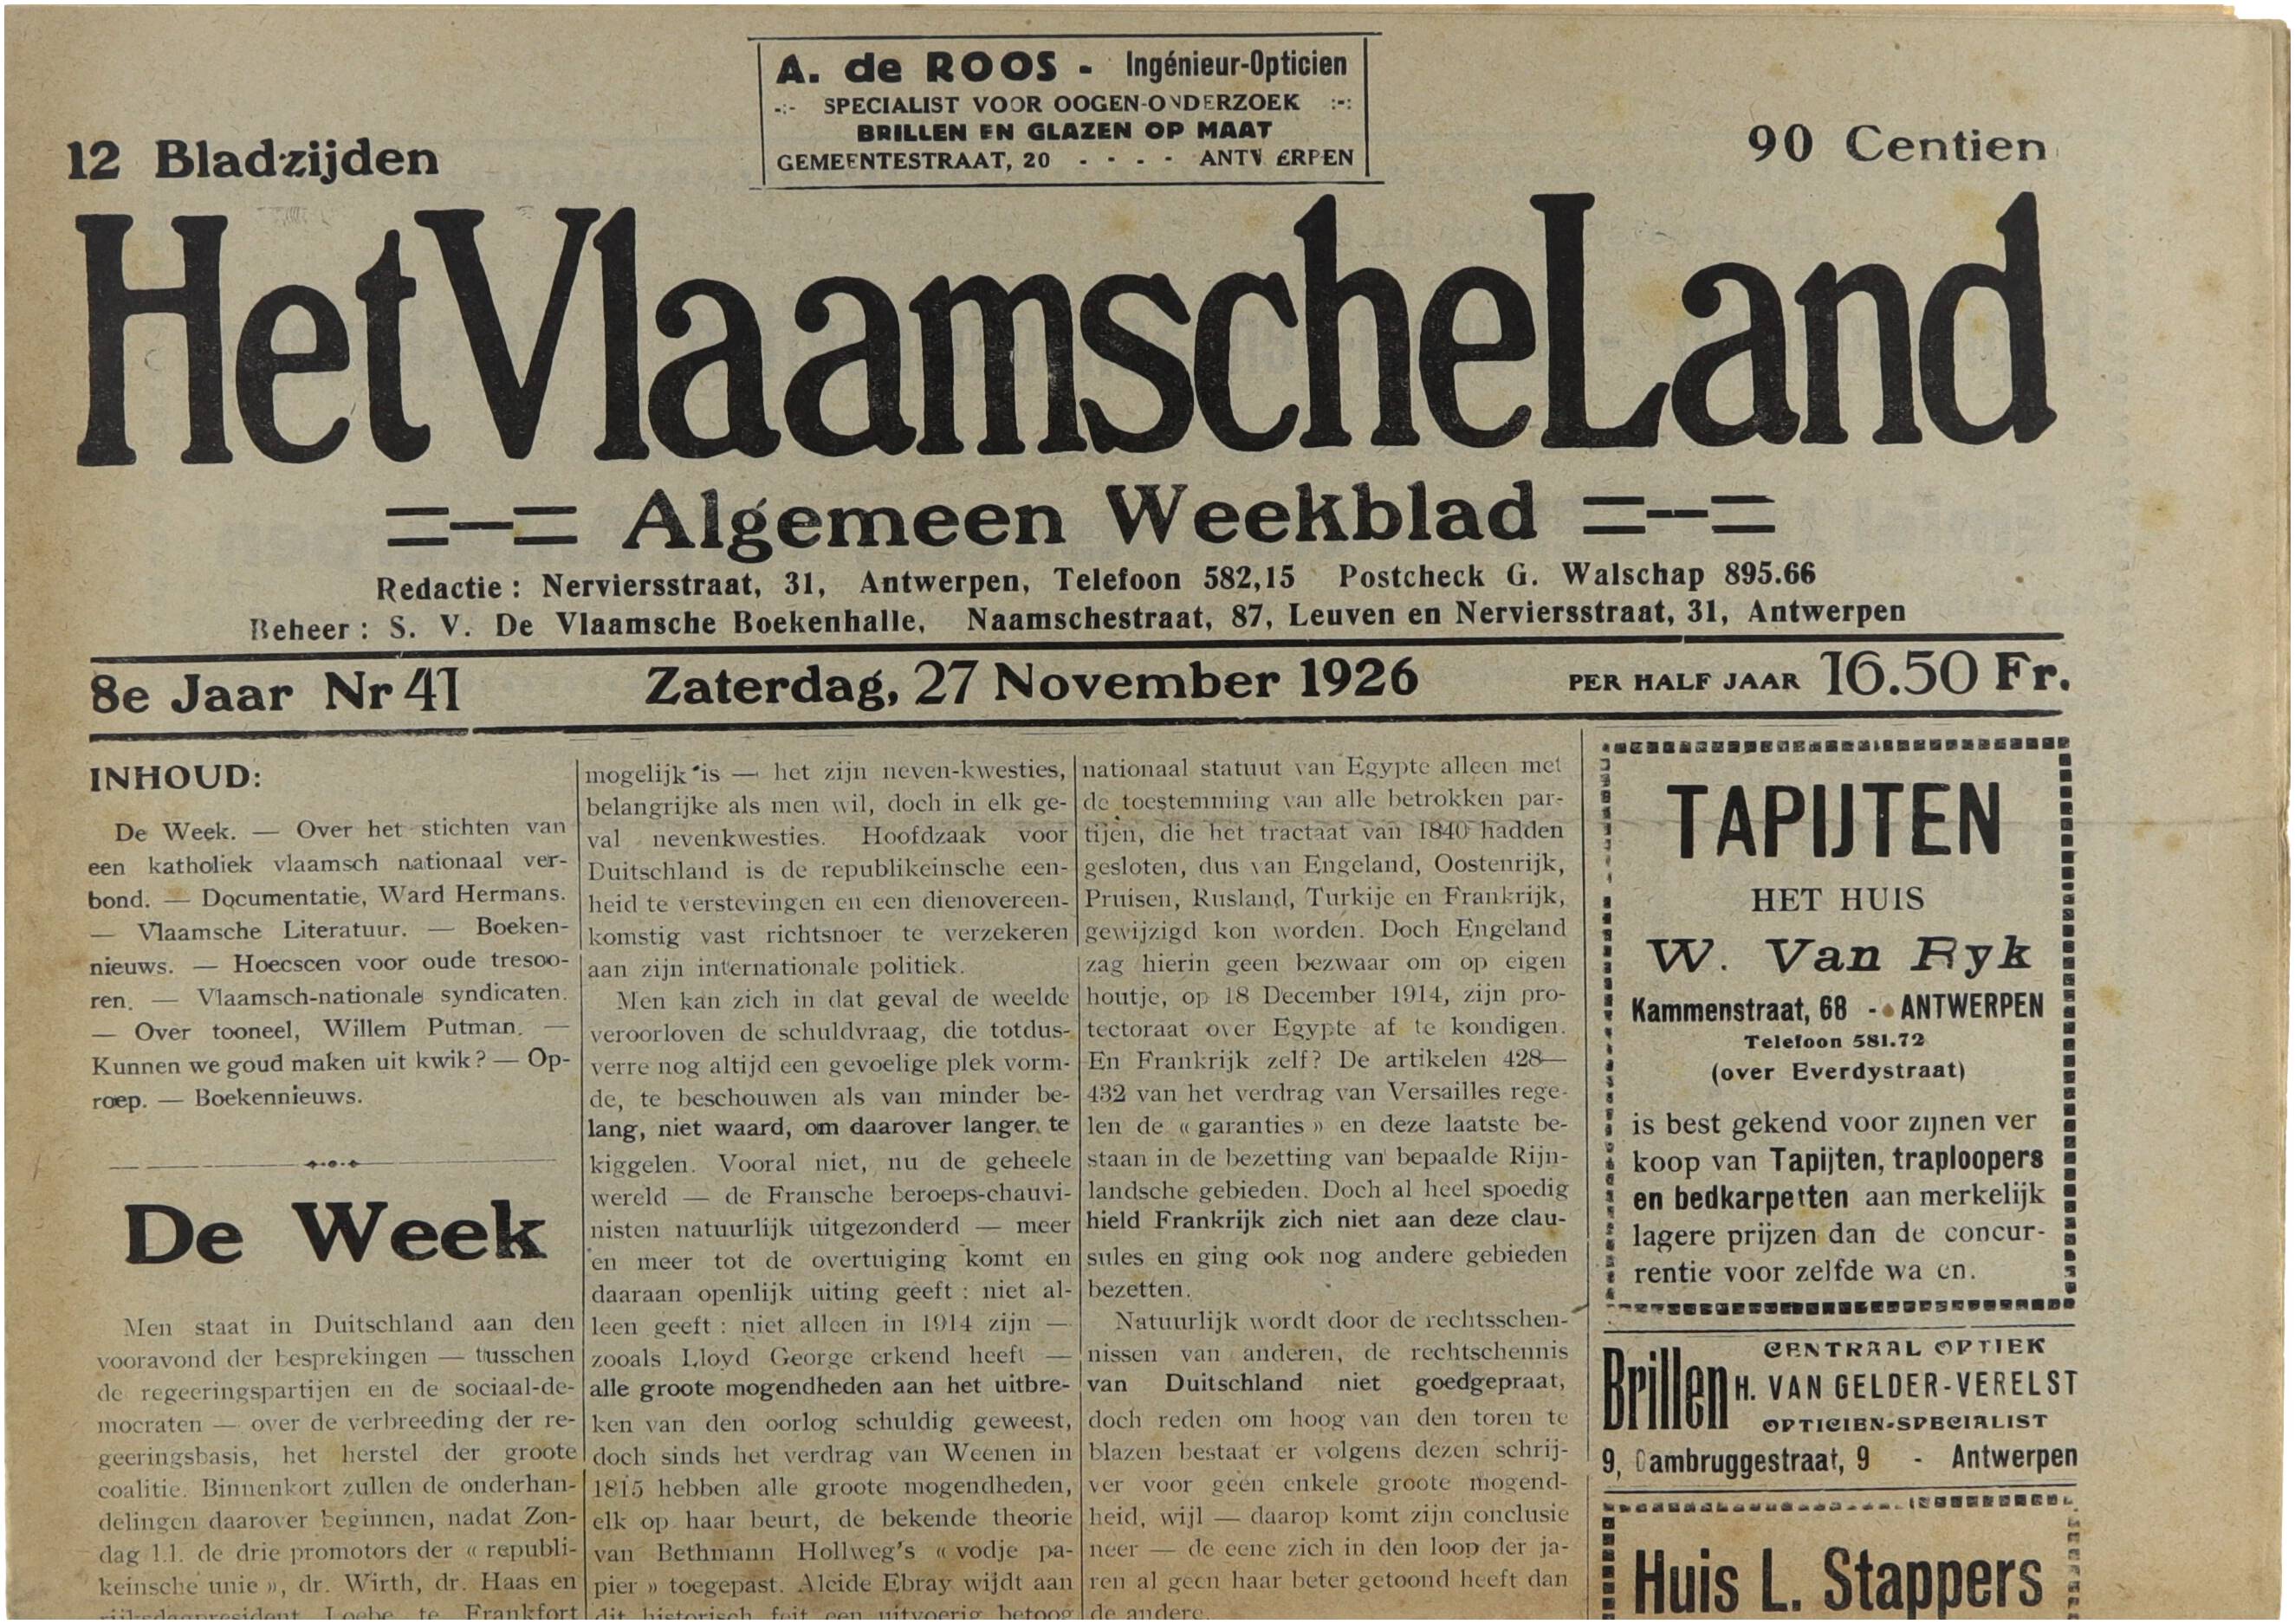 A. de ROOS - Ingénieur-Opticien
-:- SPECIALIST VOOR OOGEN-ONDERZOEK :-:
BRILLEN EN GLAZEN OP MAAT
GEMEENTESTRAAT, 20 - - - - ANTWERPEN
12 Bladzijden
90 Centien
Het Vlaamsche Land
=-= Algemeen Weekblad =-=
Redactie : Nerviersstraat, 31, Antwerpen, Telefoon 582,15 Postcheck G. Walschap 895.66
Beheer : S. V. De Vlaamsche Boekenhalle, Naamschestraat, 87, Leuven en Nerviersstraat, 31, Antwerpen
8e Jaar Nr 41 Zaterdag, 27 November 1926 PER HALF JAAR 16.50 Fr.
INHOUD:
De Week. — Over het stichten van
een katholiek vlaamsch nationaal ver-
bond. — Documentatie, Ward Hermans.
— Vlaamsche Literatuur. — Boeken-
nieuws. — Hoecscen voor oude tresoo-
ren. — Vlaamsch-nationale syndicaten.
— Over tooneel, Willem Putman. —
Kunnen we goud maken uit kwik ? — Op-
roep. — Boekennieuws.
De Week
Men staat in Duitschland aan den
vooravond der besprekingen — tusschen
de regeeringspartijen en de sociaal-de-
mocraten — over de verbreeding der re-
geeringsbasis, het herstel der groote
coalitie. Binnenkort zullen de onderhan-
delingen daarover beginnen, nadat Zon-
dag l.l. de drie promotors der « republi-
keinsche unie », dr. Wirth, dr. Haas en
rijksdagpresident Loebe te Frankfort
mogelijk is — het zijn neven-kwesties,
belangrijke als men wil, doch in elk ge-
val nevenkwesties. Hoofdzaak voor
Duitschland is de republikeinsche een-
heid te verstevingen en een dienovereen-
komstig vast richtsnoer te verzekeren
aan zijn internationale politiek.
Men kan zich in dat geval de weelde
veroorloven de schuldvraag, die totdus-
verre nog altijd een gevoelige plek vorm-
de, te beschouwen als van minder be-
lang, niet waard, om daarover langer te
kiggelen. Vooral niet, nu de geheele
wereld — de Fransche beroeps-chauvi-
nisten natuurlijk uitgezonderd — meer
en meer tot de overtuiging komt en
daaraan openlijk uiting geeft : niet al-
leen geeft : niet alleen in 1914 zijn —
zooals Lloyd George erkend heeft —
alle groote mogendheden aan het uitbre-
ken van den oorlog schuldig geweest,
doch sinds het verdrag van Weenen in
1815 hebben alle groote mogendheden,
elk op haar beurt, de bekende theorie
van Bethmann Hollweg's « vodje pa-
pier » toegepast. Alcide Ebray wijdt aan
dit historisch feit een uitvoerig betoog
nationaal statuut van Egypte alleen met
de toestemming van alle betrokken par-
tijen, die het tractaat van 1840 hadden
gesloten, dus van Engeland, Oostenrijk,
Pruisen, Rusland, Turkije en Frankrijk,
gewijzigd kon worden. Doch Engeland
zag hierin geen bezwaar om op eigen
houtje, op 18 December 1914, zijn pro-
tectoraat over Egypte af te kondigen.
En Frankrijk zelf? De artikelen 428—
432 van het verdrag van Versailles rege-
len de « garanties » en deze laatste be-
staan in de bezetting van bepaalde Rijn-
landsche gebieden. Doch al heel spoedig
hield Frankrijk zich niet aan deze clau-
sules en ging ook nog andere gebieden
bezetten.
Natuurlijk wordt door de rechtsschen-
nissen van anderen, de rechtschennis
van Duitschland niet goedgepraat,
doch reden om hoog van den toren te
blazen bestaat er volgens dezen schrij-
ver voor geen enkele groote mogend-
heid, wijl — daarop komt zijn conclusie
neer — de eene zich in den loop der ja-
ren al geen haar beter getoond heeft dan
de andere.
TAPIJTEN
HET HUIS
W. Van Ryk
Kammenstraat, 68 - ANTWERPEN
Telefoon 581.72
(over Everdystraat)
is best gekend voor zijnen ver
koop van Tapijten, traploopers
en bedkarpetten aan merkelijk
lagere prijzen dan de concur-
rentie voor zelfde wa en.
Brillen
CENTRAAL OPTIEK
H. VAN GELDER-VERELST
OPTICIEN-SPECIALIST
9, Dambruggestraat, 9 - Antwerpen
Huis L. Stappers